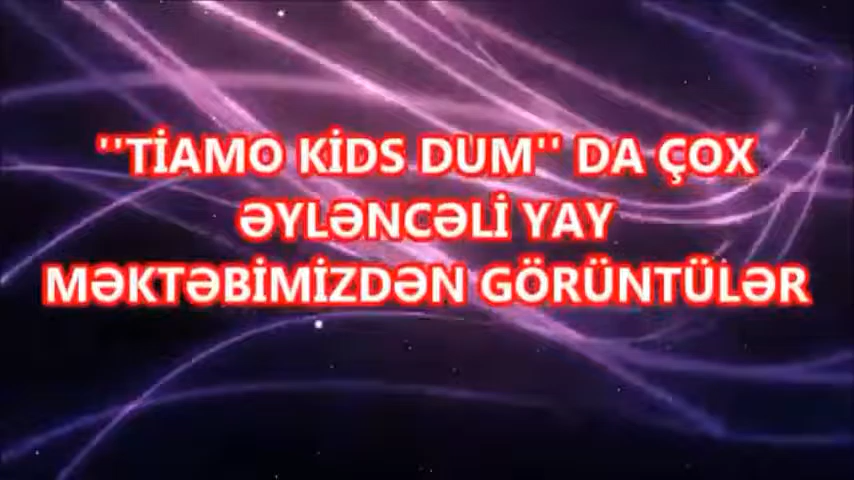 ''TİAMO KİDS DUM'' DA ÇOX
ƏYLƏNCƏLİ YAY
MƏKTƏBİMİZDƏN GÖRÜNTÜLƏR